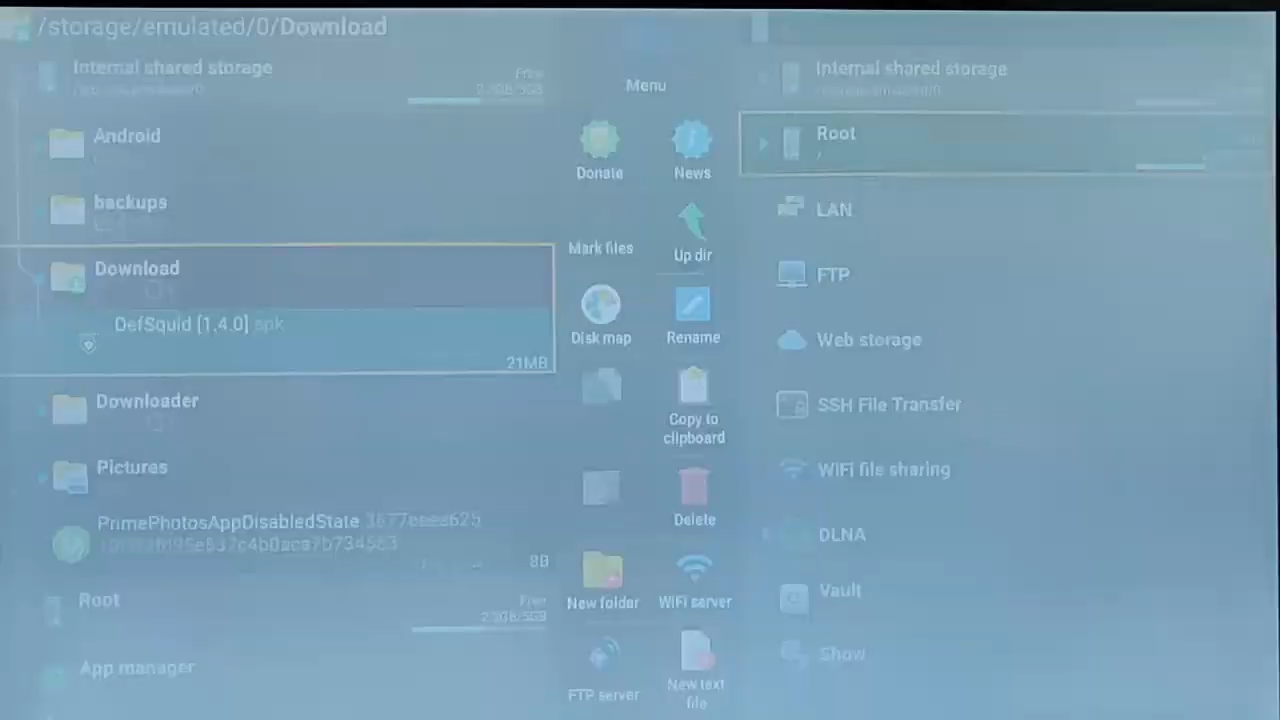 /storage/emulated/0/Download
Internal shared storage
Free
Android
backups
Download
DefSquid [1,4.0] apk
21MB
Downloader
Pictures
PrimePhotosAppDisabledState
8B
Root
Free
App manager
Menu
Donate
News
Mark files
Up dir
Disk map
Rename
Copy to
clipboard
Delete
New folder
WiFi server
FTP server
New text
file
Internal shared storage
Root
/
LAN
FTP
Web storage
SSH File Transfer
WiFi file sharing
DLNA
Vault
Show